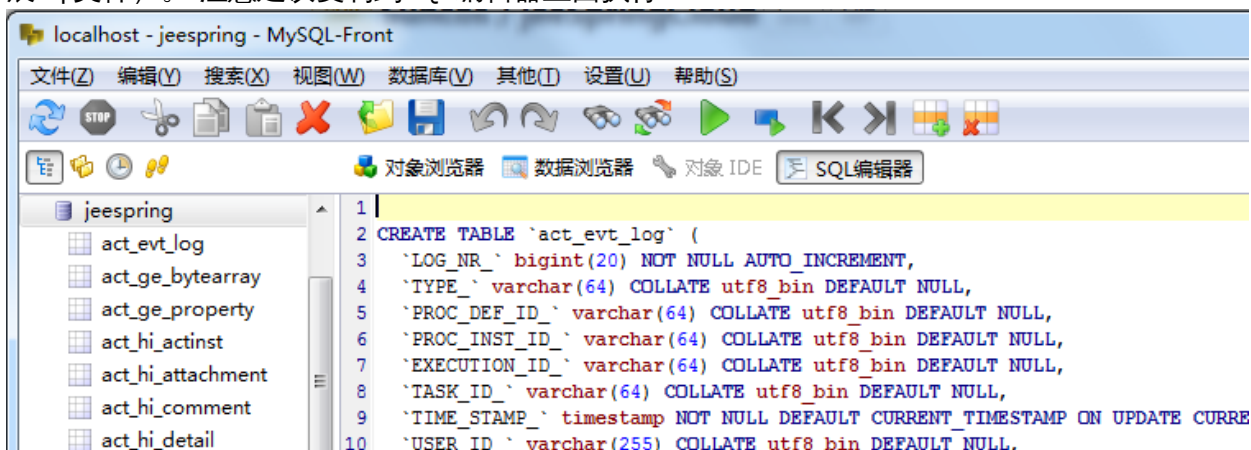 localhost - jeespring - MySQL-Front
文件(Z) 编辑(Y) 搜索(X) 视图(W) 数据库(V) 其他(T) 设置(U) 帮助(S)
STOP
对象浏览器 数据浏览器 对象 IDE SQL编辑器
jeespring
act_evt_log
act_ge_bytearray
act_ge_property
act_hi_actinst
act_hi_attachment
act_hi_comment
act_hi_detail
1
2 CREATE TABLE `act_evt_log` (
3 `LOG_NR_` bigint(20) NOT NULL AUTO_INCREMENT,
4 `TYPE_` varchar(64) COLLATE utf8_bin DEFAULT NULL,
5 `PROC_DEF_ID_` varchar(64) COLLATE utf8_bin DEFAULT NULL,
6 `PROC_INST_ID_` varchar(64) COLLATE utf8_bin DEFAULT NULL,
7 `EXECUTION_ID_` varchar(64) COLLATE utf8_bin DEFAULT NULL,
8 `TASK_ID_` varchar(64) COLLATE utf8_bin DEFAULT NULL,
9 `TIME_STAMP_` timestamp NOT NULL DEFAULT CURRENT_TIMESTAMP ON UPDATE CURRE
10 `USER_ID_` varchar(255) COLLATE utf8_bin DEFAULT NULL,